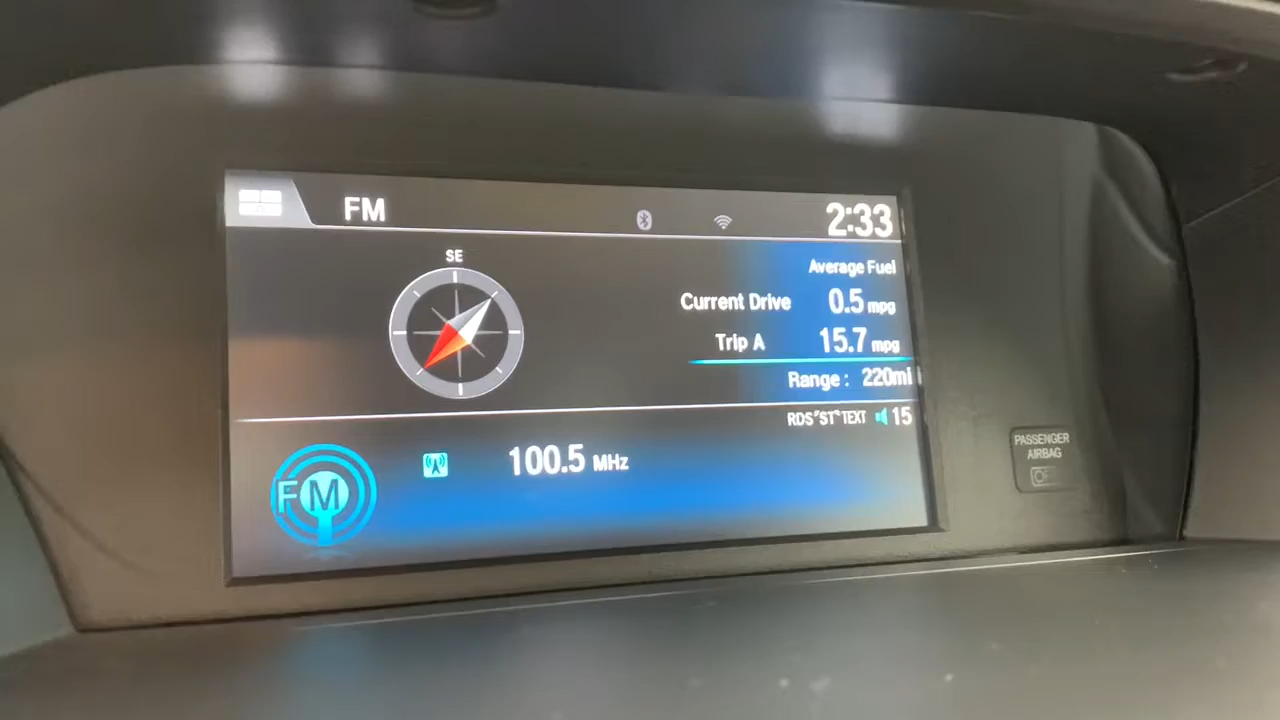 FM
2:33
SE
Average Fuel
Current Drive 0.5 mpg
Trip A 15.7 mpg
Range : 220mi
RDS"ST"TEXT 15
FM
100.5 MHz
PASSENGER
AIRBAG
OFF